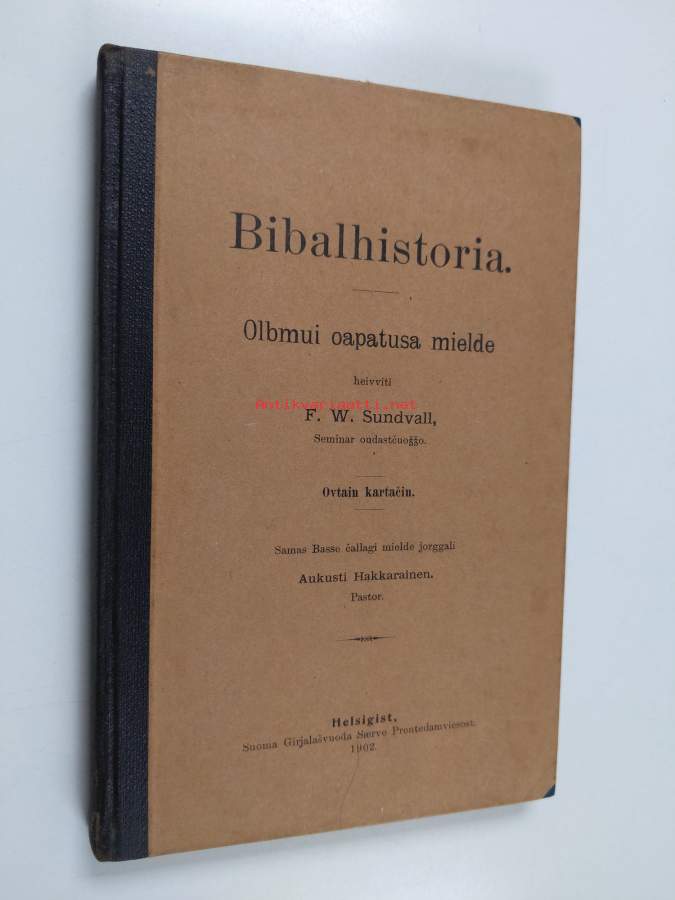 Bibalhistoria.
Olbmui oapatusa mielde
heivviti
Antikvariaatti.net
F. W. Sundvall,
Seminar oudastčuoǯǯo.
Ovtain kartačin.
Samas Basse čallagi mielde jorggali
Aukusti Hakkarainen.
Pastor.
Helsigist,
Suoma Girjalašvuoda Særve Prentedamviesost.
1902.